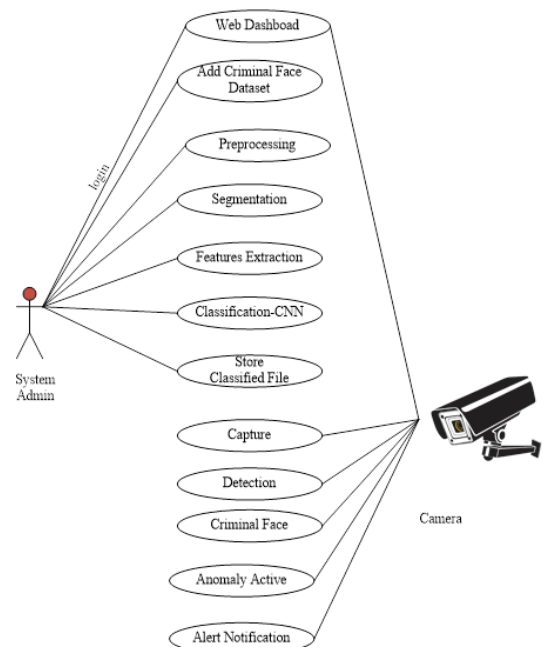 Web Dashboad
Add Criminal Face
Dataset
Preprocessing
login
Segmentation
Features Extraction
Classification-CNN
Store
Classified File
System
Admin
Capture
Detection
Criminal Face
Camera
Anomaly Active
Alert Notification